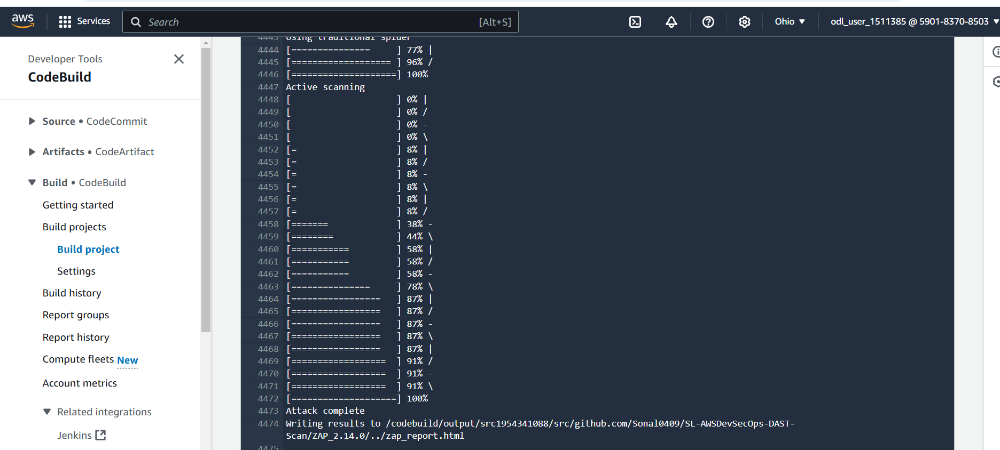 aws
Services
Search
[Alt+S]
Ohio ▼
odl_user_1511385 @ 5901-8370-8503 ▼
Developer Tools
CodeBuild
Source • CodeCommit
Artifacts • CodeArtifact
Build • CodeBuild
Getting started
Build projects
Build project
Settings
Build history
Report groups
Report history
Compute fleets New
Account metrics
Related integrations
Jenkins
4443 Using traditional spider
4444 [===============     ] 77% |
4445 [=================== ] 96% /
4446 [====================] 100%
4447 Active scanning
4448 [                    ] 0% |
4449 [                    ] 0% /
4450 [                    ] 0% -
4451 [                    ] 0% \
4452 [=                   ] 8% |
4453 [=                   ] 8% /
4454 [=                   ] 8% -
4455 [=                   ] 8% \
4456 [=                   ] 8% |
4457 [=                   ] 8% /
4458 [=======             ] 38% -
4459 [========            ] 44% \
4460 [===========         ] 58% |
4461 [===========         ] 58% /
4462 [===========         ] 58% -
4463 [===============     ] 78% \
4464 [=================   ] 87% |
4465 [=================   ] 87% /
4466 [=================   ] 87% -
4467 [=================   ] 87% \
4468 [=================   ] 87% |
4469 [==================  ] 91% /
4470 [==================  ] 91% -
4471 [==================  ] 91% \
4472 [====================] 100%
4473 Attack complete
4474 Writing results to /codebuild/output/src1954341088/src/github.com/Sonal0409/SL-AWSDevSecOps-DAST-
Scan/ZAP_2.14.0/../zap_report.html
4475